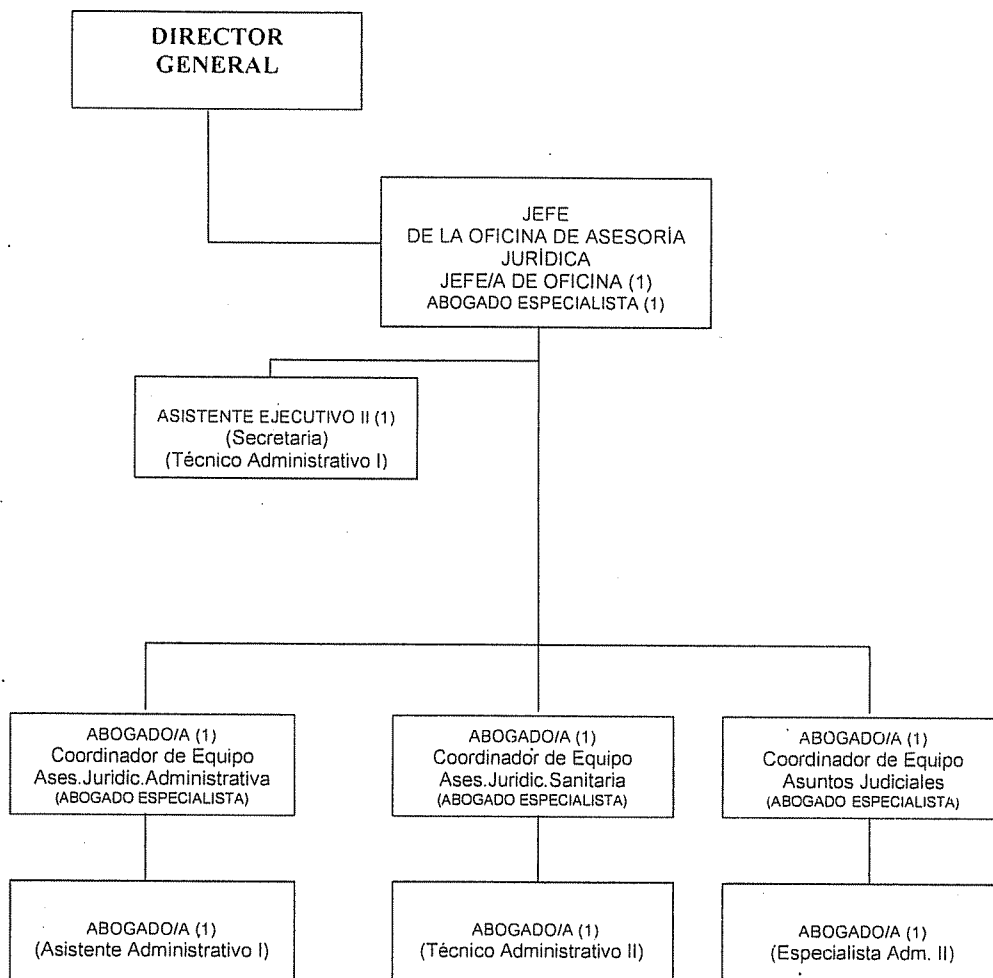 DIRECTOR
GENERAL
JEFE
DE LA OFICINA DE ASESORÍA
JURÍDICA
JEFE/A DE OFICINA (1)
ABOGADO ESPECIALISTA (1)
ASISTENTE EJECUTIVO II (1)
(Secretaria)
(Técnico Administrativo I)
ABOGADO/A (1)
Coordinador de Equipo
Ases.Juridic.Administrativa
(ABOGADO ESPECIALISTA)
ABOGADO/A (1)
Coordinador de Equipo
Ases.Juridic.Sanitaria
(ABOGADO ESPECIALISTA)
ABOGADO/A (1)
Coordinador de Equipo
Asuntos Judiciales
(ABOGADO ESPECIALISTA)
ABOGADO/A (1)
(Asistente Administrativo I)
ABOGADO/A (1)
(Técnico Administrativo II)
ABOGADO/A (1)
(Especialista Adm. II)